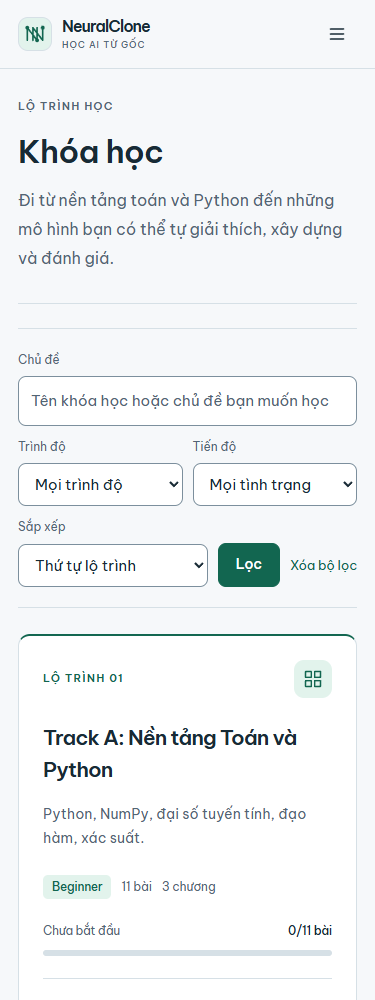 NeuralClone
HỌC AI TỪ GỐC
LỘ TRÌNH HỌC
Khóa học
Đi từ nền tảng toán và Python đến những
mô hình bạn có thể tự giải thích, xây dựng
và đánh giá.
Chủ đề
Tên khóa học hoặc chủ đề bạn muốn học
Trình độ
Tiến độ
Mọi trình độ
Mọi tình trạng
Sắp xếp
Thứ tự lộ trình
Lọc
Xóa bộ lọc
LỘ TRÌNH 01
Track A: Nền tảng Toán và
Python
Python, NumPy, đại số tuyến tính, đạo
hàm, xác suất.
Beginner
11 bài
3 chương
Chưa bắt đầu
0/11 bài